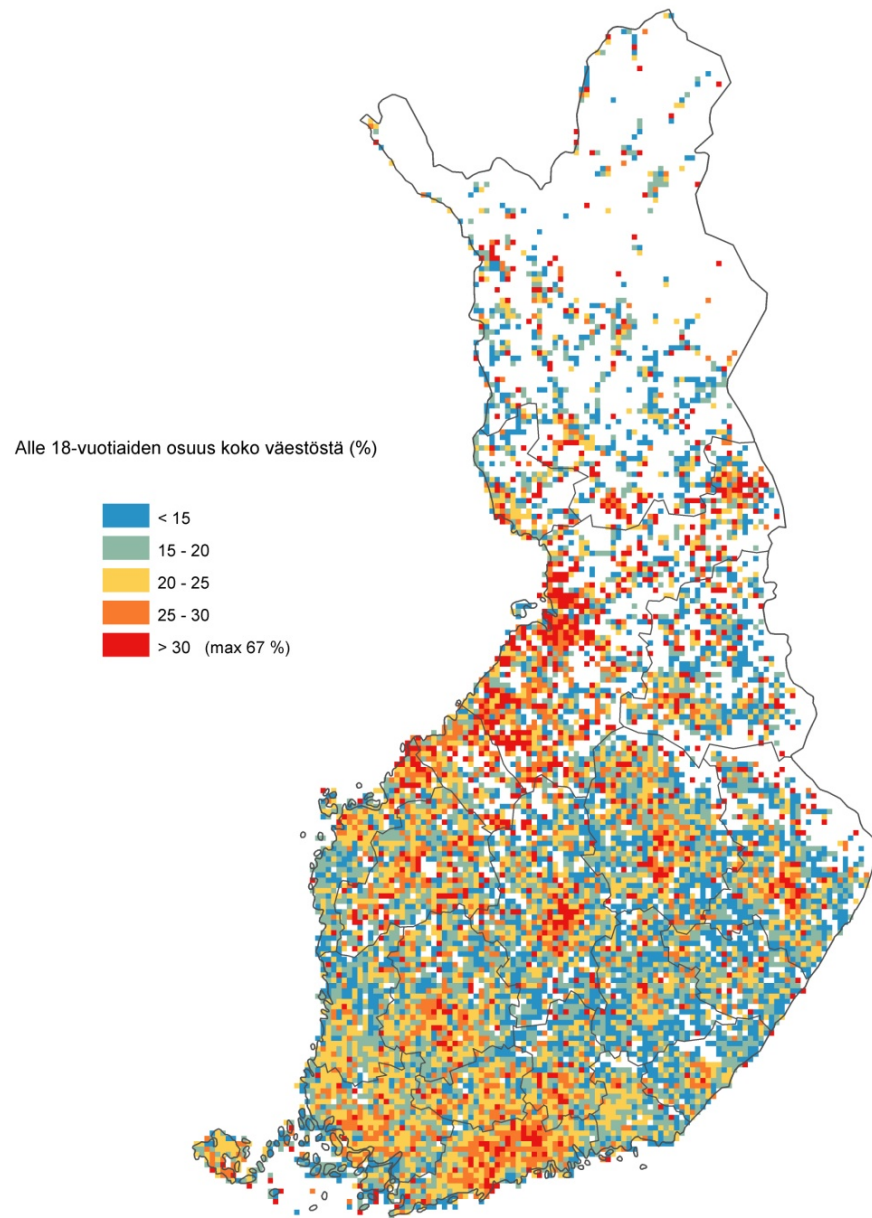 Alle 18-vuotiaiden osuus koko väestöstä (%)
< 15
15 - 20
20 - 25
25 - 30
> 30 (max 67 %)